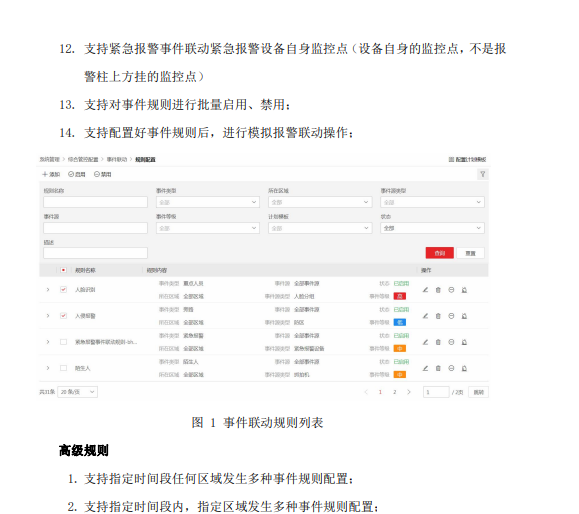 12. 支持紧急报警事件联动紧急报警设备自身监控点（设备自身的监控点，不是报
警柱上方挂的监控点）
13. 支持对事件规则进行批量启用、禁用；
14. 支持配置好事件规则后，进行模拟报警联动操作；
系统管理 > 综合管控配置 > 事件联动 > 规则配置 配置计划模板
+ 添加 启用 禁用
规则名称 事件类型 所在区域 事件源类型
全部 全部 全部
事件源 事件等级 计划模板 状态
全部 全部 全部
描述
查询 重置
规则名称 规则内容 操作
人脸识别 事件类型 重点人员 事件源 全部事件源 状态 已启用
所在区域 全部区域 事件源类型 人脸分组 事件等级 高
人侵报警 事件类型 事件源 全部事件源 状态 已启用
所在区域 全部区域 事件源类型 防区 事件等级 低
紧急报警事件联动规则-sh... 事件类型 紧急报警 事件源 全部事件源 状态 已启用
所在区域 全部区域 事件源类型 紧急报警设备 事件等级 中
陌生人 事件类型 陌生人 事件源 全部事件源 状态 已启用
所在区域 全部区域 事件源类型 抓拍机 事件等级 中
共31条 20 条/页 < 1 2 > 1 / 2页 跳转
图 1 事件联动规则列表
高级规则
1. 支持指定时间段任何区域发生多种事件规则配置；
2. 支持指定时间段内，指定区域发生多种事件规则配置；